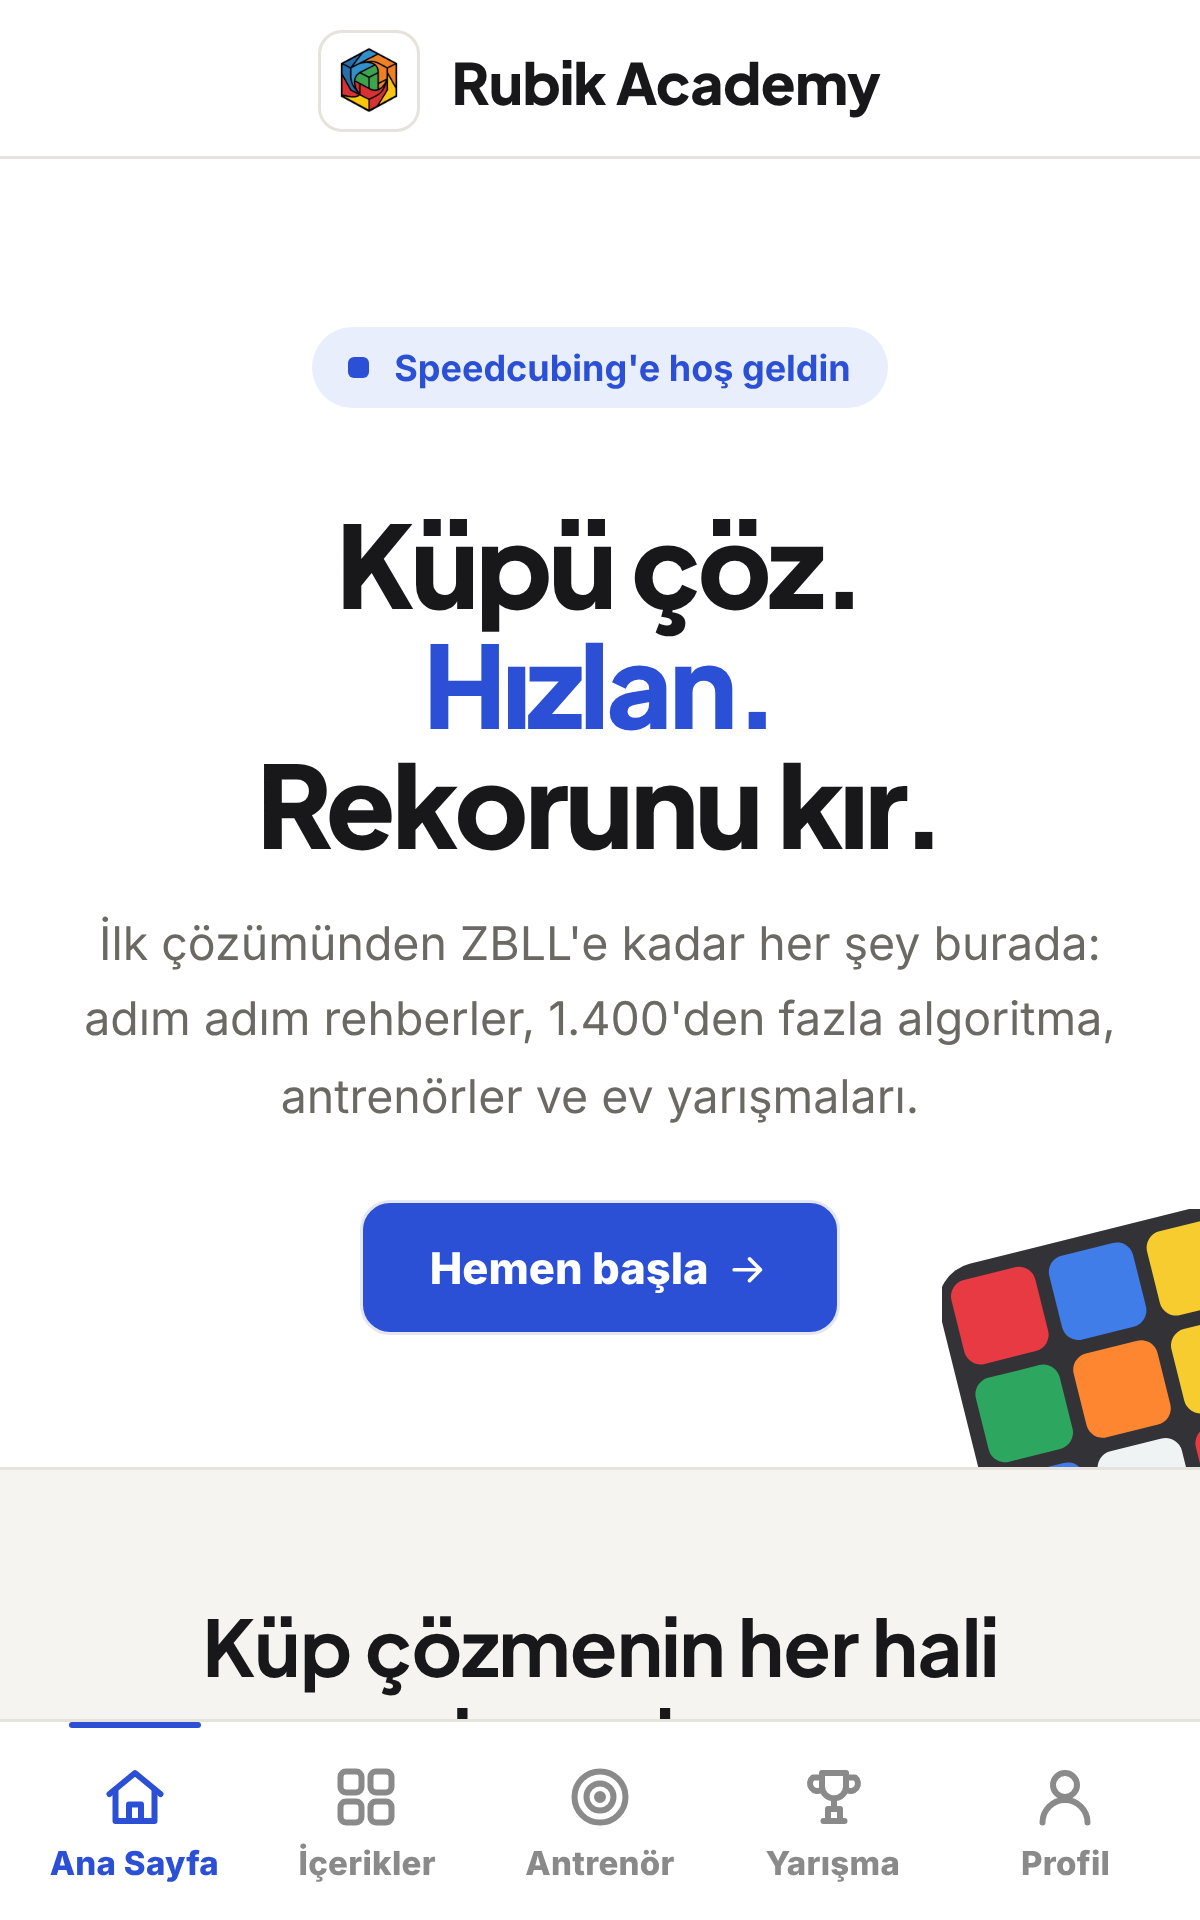 Rubik Academy
Speedcubing'e hoş geldin
Küpü çöz.
Hızlan.
Rekorunu kır.
İlk çözümünden ZBLL'e kadar her şey burada:
adım adım rehberler, 1.400'den fazla algoritma,
antrenörler ve ev yarışmaları.
Hemen başla →
Küp çözmenin her hali
Ana Sayfa
İçerikler
Antrenör
Yarışma
Profil